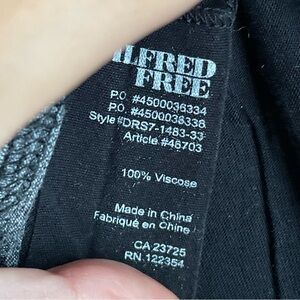 ILFRED
FREE
P.O. #4500036334
P.O. #4500036336
Style #DRS7-1483-33
Article #46703
100% Viscose
Made in China
Fabriqué en Chine
CA 23725
RN 122354